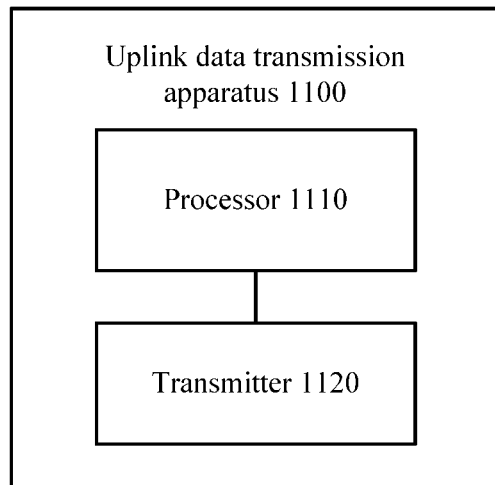 Uplink data transmission
apparatus 1100
Processor 1110
Transmitter 1120